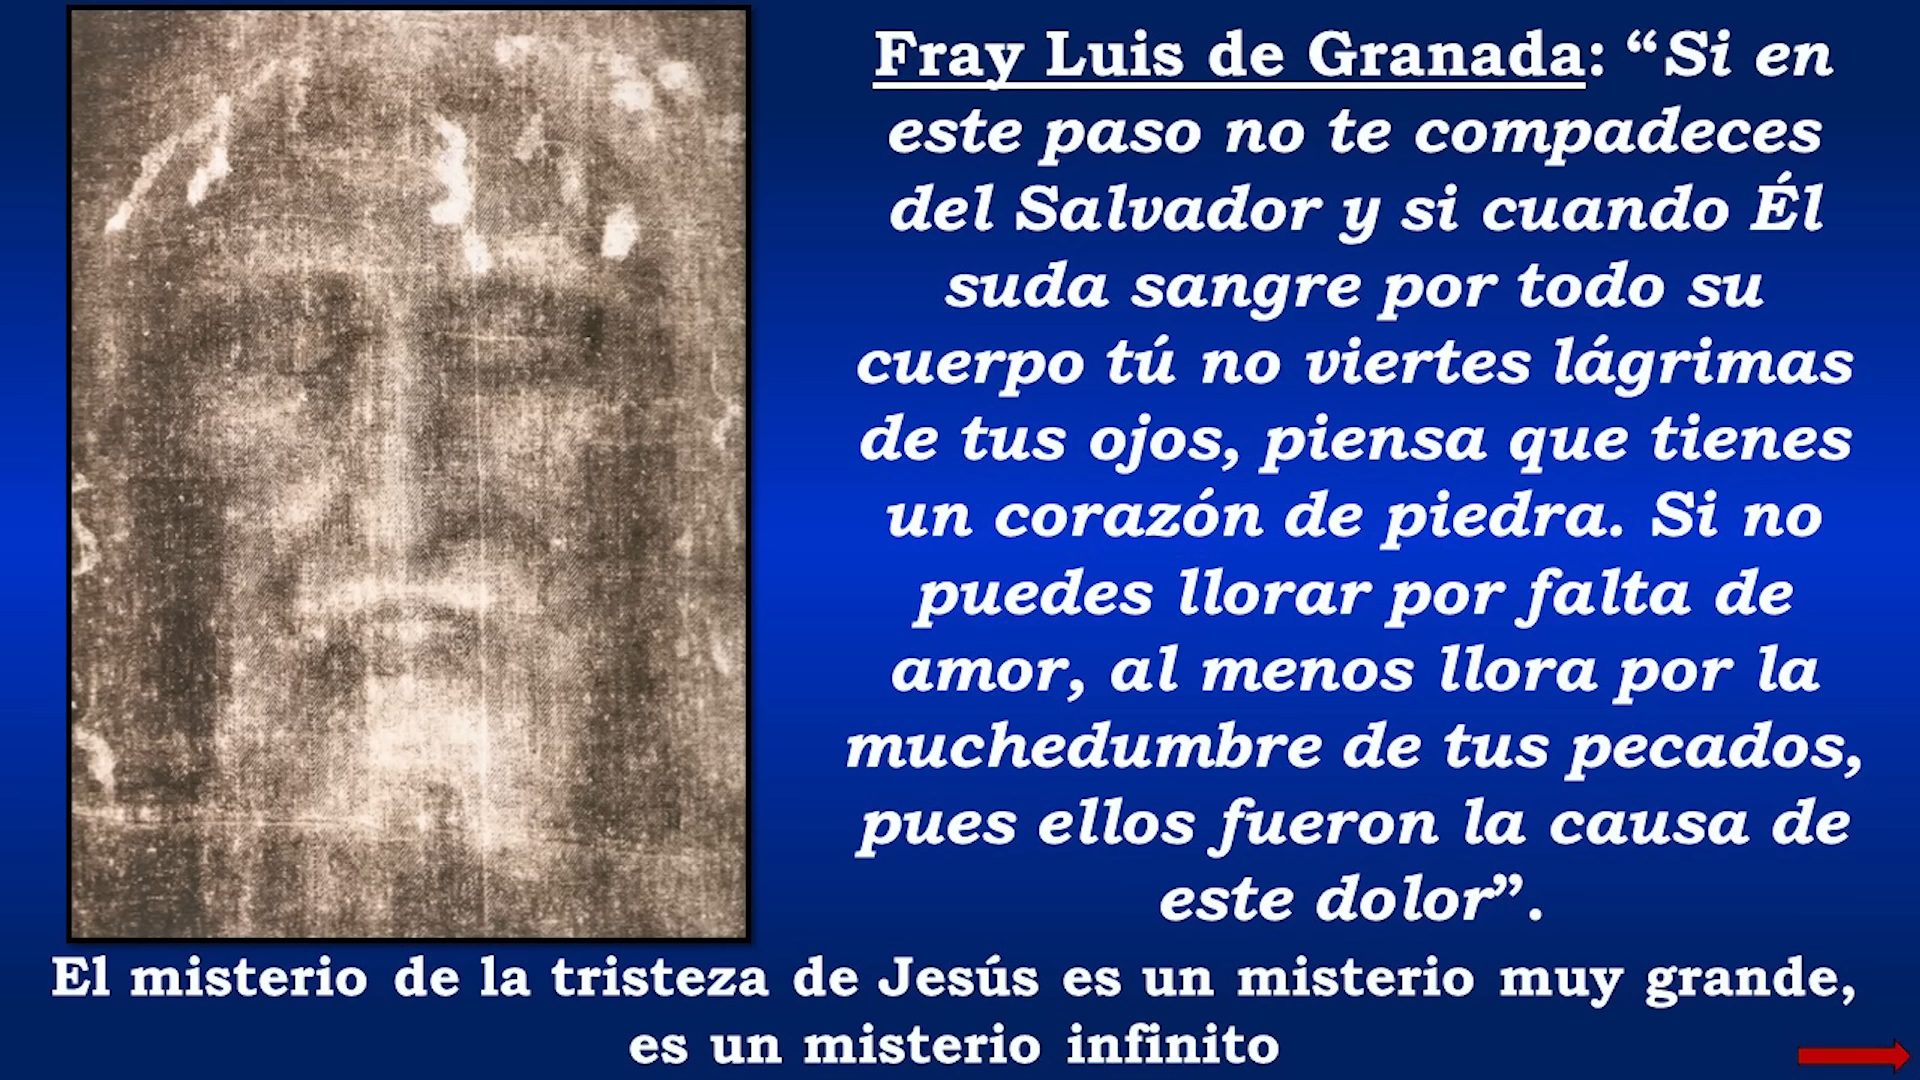 Fray Luis de Granada: “Si en
este paso no te compadeces
del Salvador y si cuando Él
suda sangre por todo su
cuerpo tú no viertes lágrimas
de tus ojos, piensa que tienes
un corazón de piedra. Si no
puedes llorar por falta de
amor, al menos llora por la
muchedumbre de tus pecados,
pues ellos fueron la causa de
este dolor”.
El misterio de la tristeza de Jesús es un misterio muy grande,
es un misterio infinito